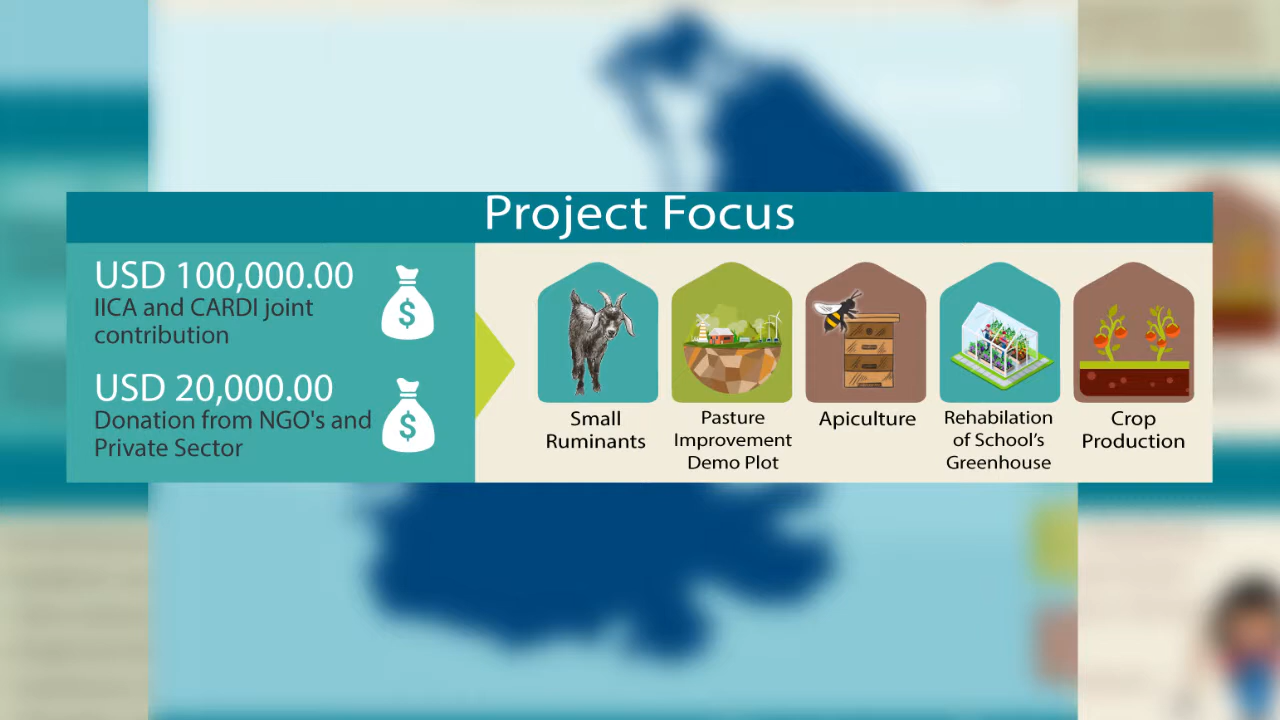 Project Focus
USD 100,000.00
IICA and CARDI joint
contribution
$
USD 20,000.00
Donation from NGO's and
Private Sector
$
Small
Ruminants
Pasture
Improvement
Demo Plot
Apiculture
Rehabilation
of School’s
Greenhouse
Crop
Production